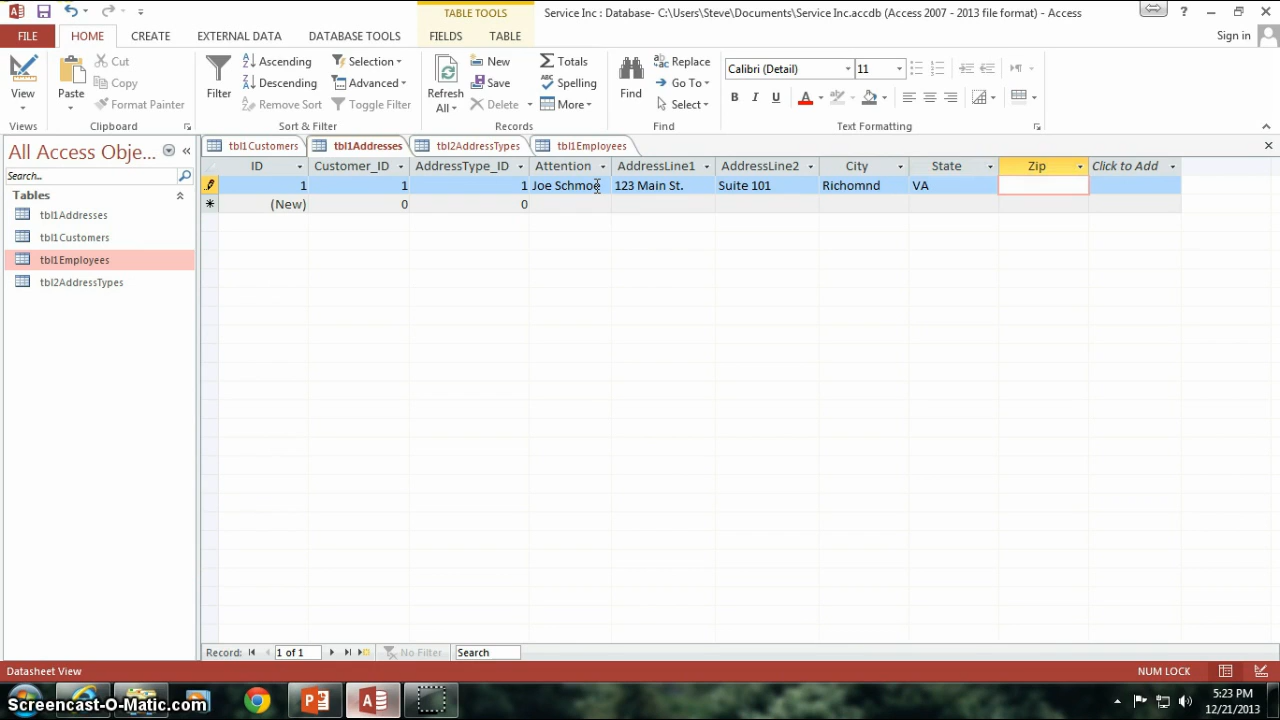 TABLE TOOLS
Service Inc : Database- C:\Users\Steve\Documents\Service Inc.accdb (Access 2007 - 2013 file format) - Access
FILE HOME CREATE EXTERNAL DATA DATABASE TOOLS FIELDS TABLE Sign in
View
Views
Paste
Cut
Copy
Format Painter
Clipboard
Filter
Ascending
Descending
Remove Sort
Selection
Advanced
Toggle Filter
Sort & Filter
Refresh
All
New
Save
Delete
Totals
Spelling
More
Records
Find
Replace
Go To
Select
Find
Calibri (Detail) 11
B I U A
Text Formatting
All Access Obje...
Search...
Tables
tbl1Addresses
tbl1Customers
tbl1Employees
tbl2AddressTypes
tbl1Customers tbl1Addresses tbl2AddressTypes tbl1Employees
ID Customer_ID AddressType_ID Attention AddressLine1 AddressLine2 City State Zip Click to Add
1 1 1 Joe Schmoe 123 Main St. Suite 101 Richomnd VA
(New) 0 0
Record: 1 of 1 No Filter Search
Datasheet View NUM LOCK
Screencast-O-Matic.com
5:23 PM
12/21/2013